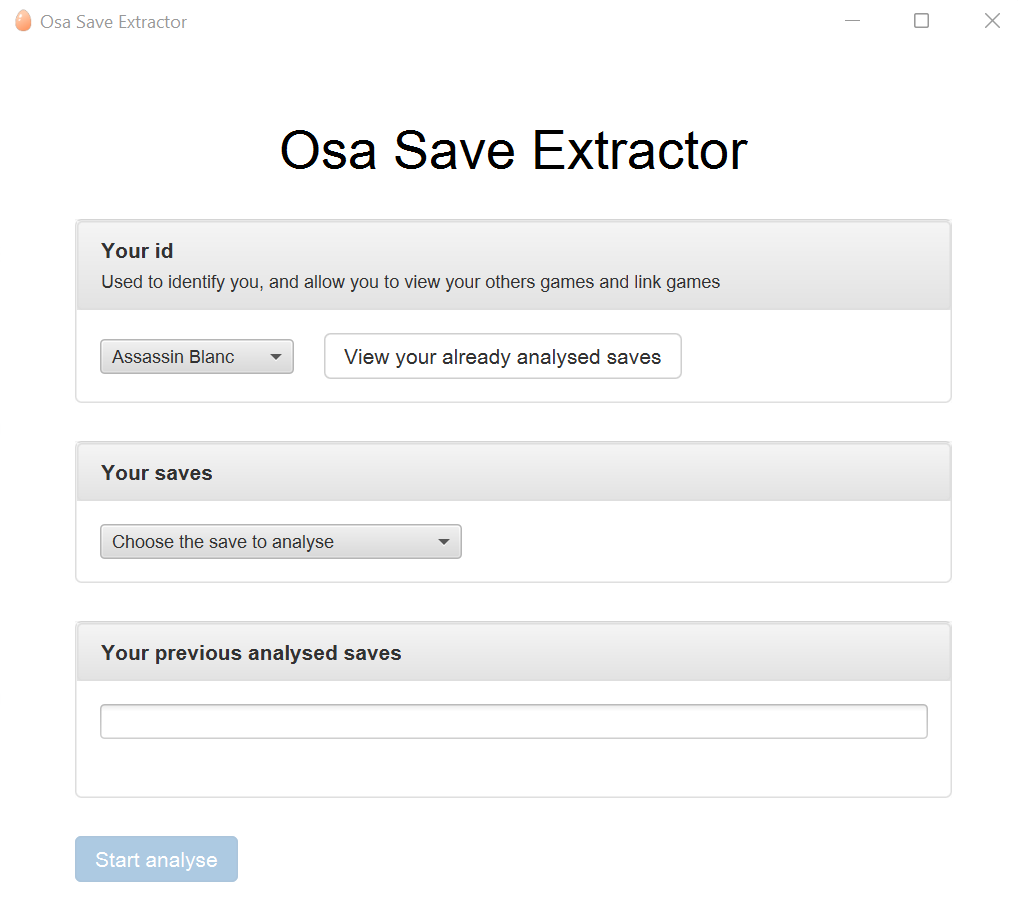 Osa Save Extractor
Osa Save Extractor
Your id
Used to identify you, and allow you to view your others games and link games
Assassin Blanc
View your already analysed saves
Your saves
Choose the save to analyse
Your previous analysed saves
Start analyse